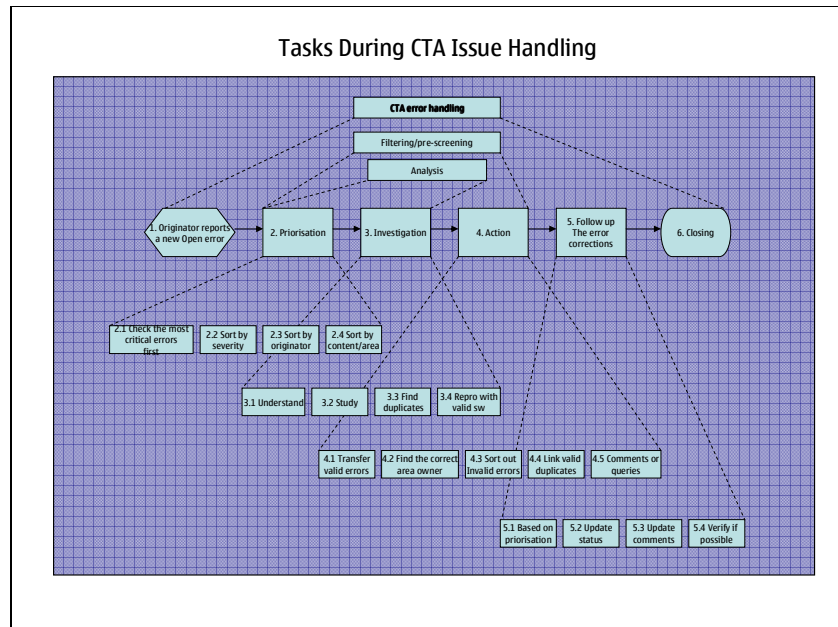 Tasks During CTA Issue Handling
CTA error handling
Filtering/pre-screening
Analysis
1. Originator reports
a new Open error
2. Priorisation
3. Investigation
4. Action
5. Follow up
The error
corrections
6. Closing
2.1 Check the most
critical errors
first
2.2 Sort by
severity
2.3 Sort by
originator
2.4 Sort by
content/area
3.1 Understand
3.2 Study
3.3 Find
duplicates
3.4 Repro with
valid sw
4.1 Transfer
valid errors
4.2 Find the correct
area owner
4.3 Sort out
Invalid errors
4.4 Link valid
duplicates
4.5 Comments or
queries
5.1 Based on
priorisation
5.2 Update
status
5.3 Update
comments
5.4 Verify if
possible